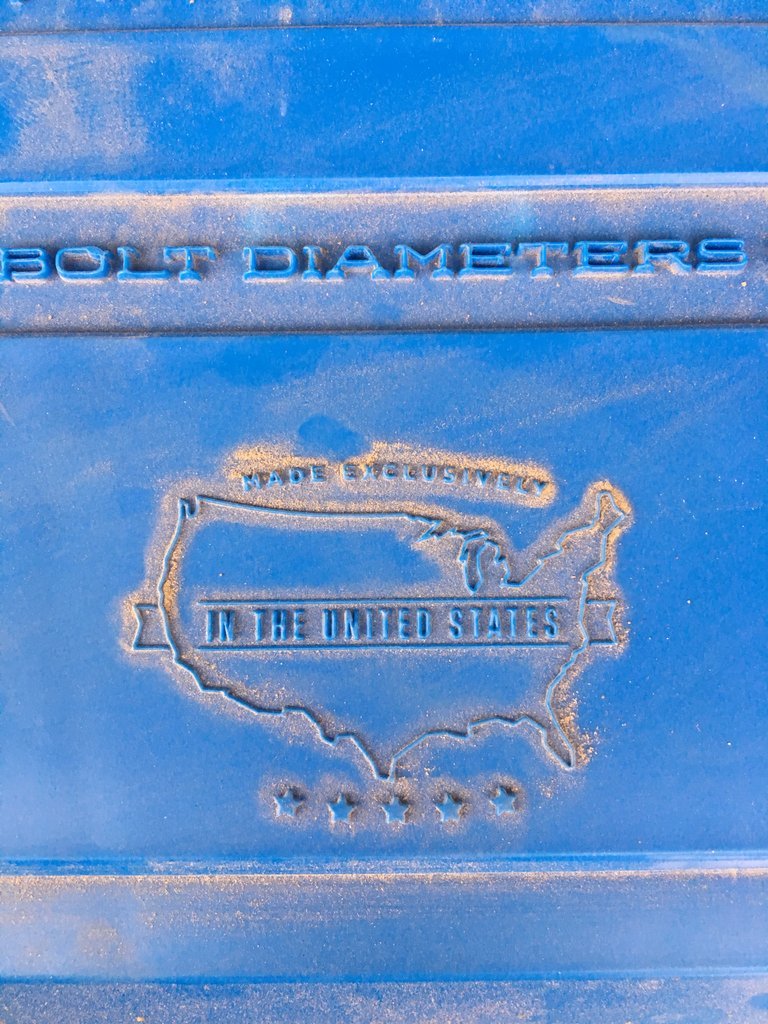 BOLT DIAMETERS
MADE EXCLUSIVELY
IN THE UNITED STATES